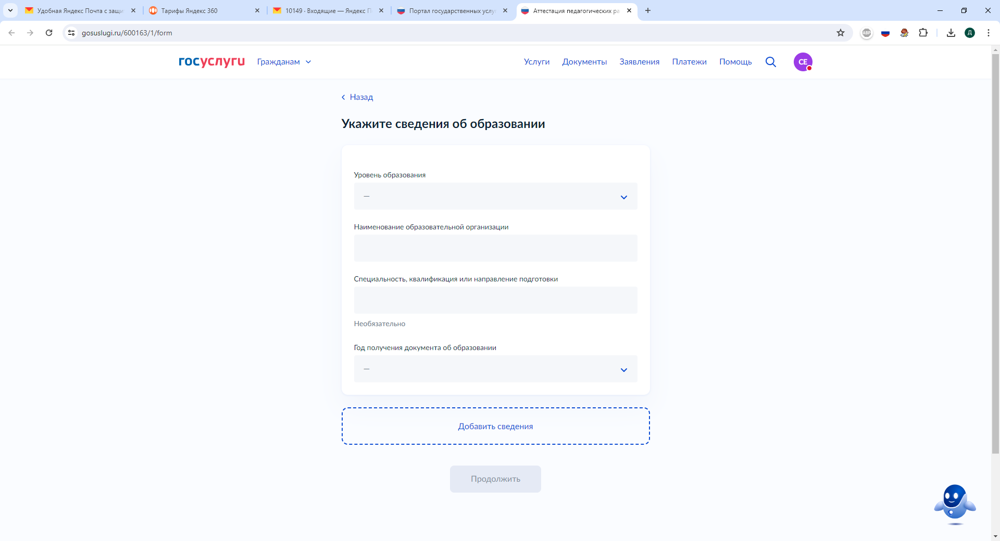 Удобная Яндекс Почта с защи
Тарифы Яндекс 360
10149 · Входящие — Яндекс П
Портал государственных услу
Аттестация педагогических ра
gosuslugi.ru/600163/1/form
ABP
Д
госуслуги
Гражданам
Услуги
Документы
Заявления
Платежи
Помощь
СЕ
Назад
Укажите сведения об образовании
Уровень образования
—
Наименование образовательной организации
Специальность, квалификация или направление подготовки
Необязательно
Год получения документа об образовании
—
Добавить сведения
Продолжить